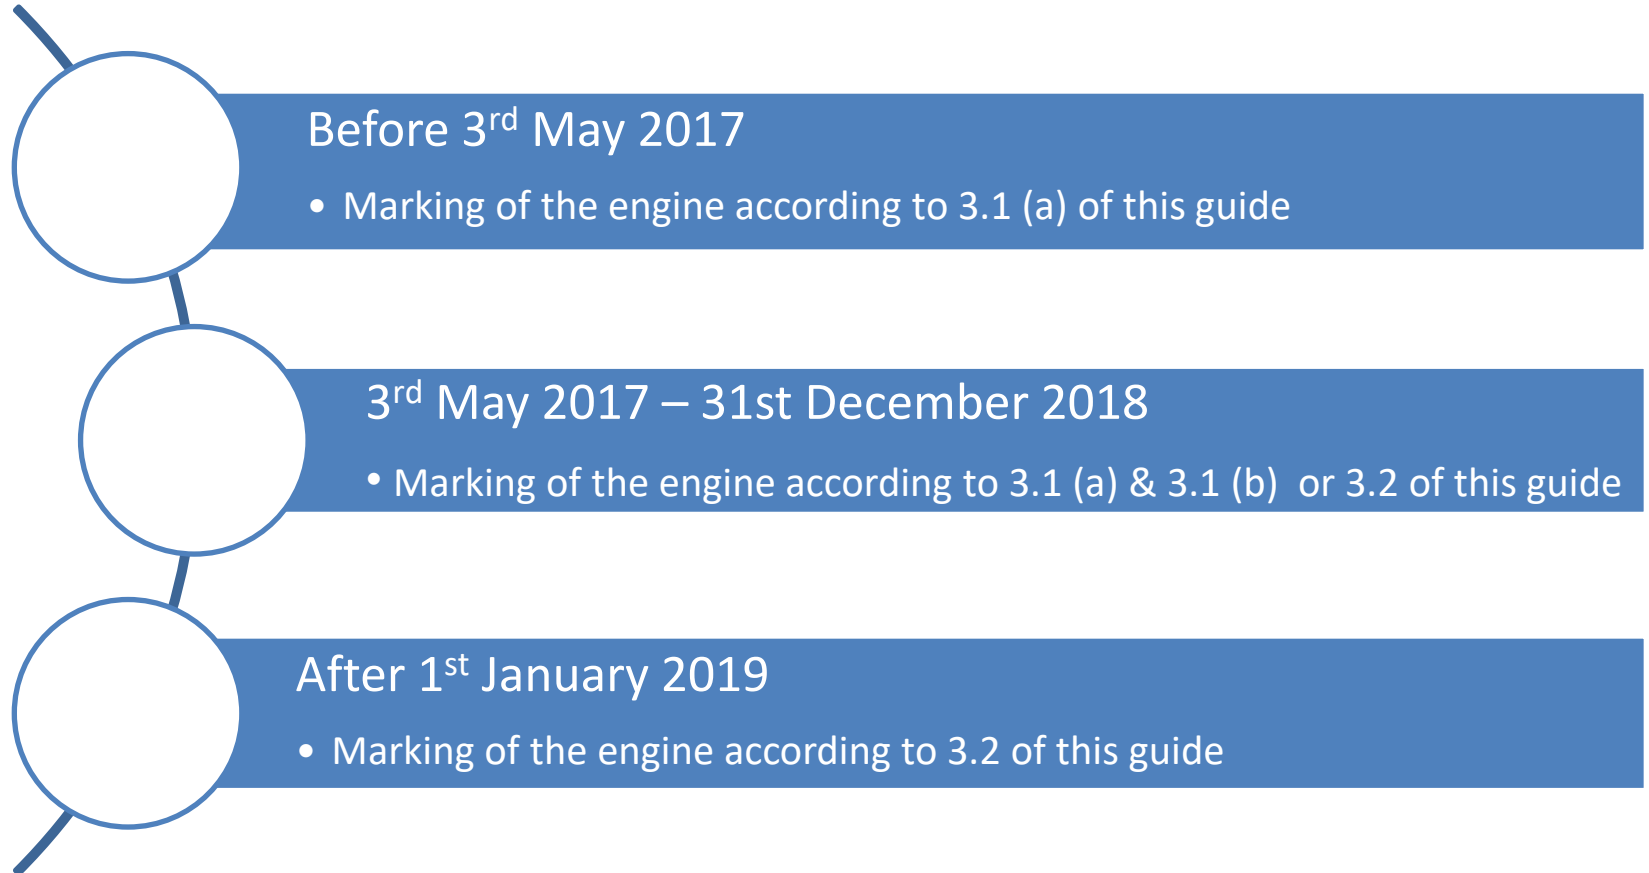 Before 3rd May 2017
• Marking of the engine according to 3.1 (a) of this guide
3rd May 2017 – 31st December 2018
• Marking of the engine according to 3.1 (a) & 3.1 (b)  or 3.2 of this guide
After 1st January 2019
• Marking of the engine according to 3.2 of this guide